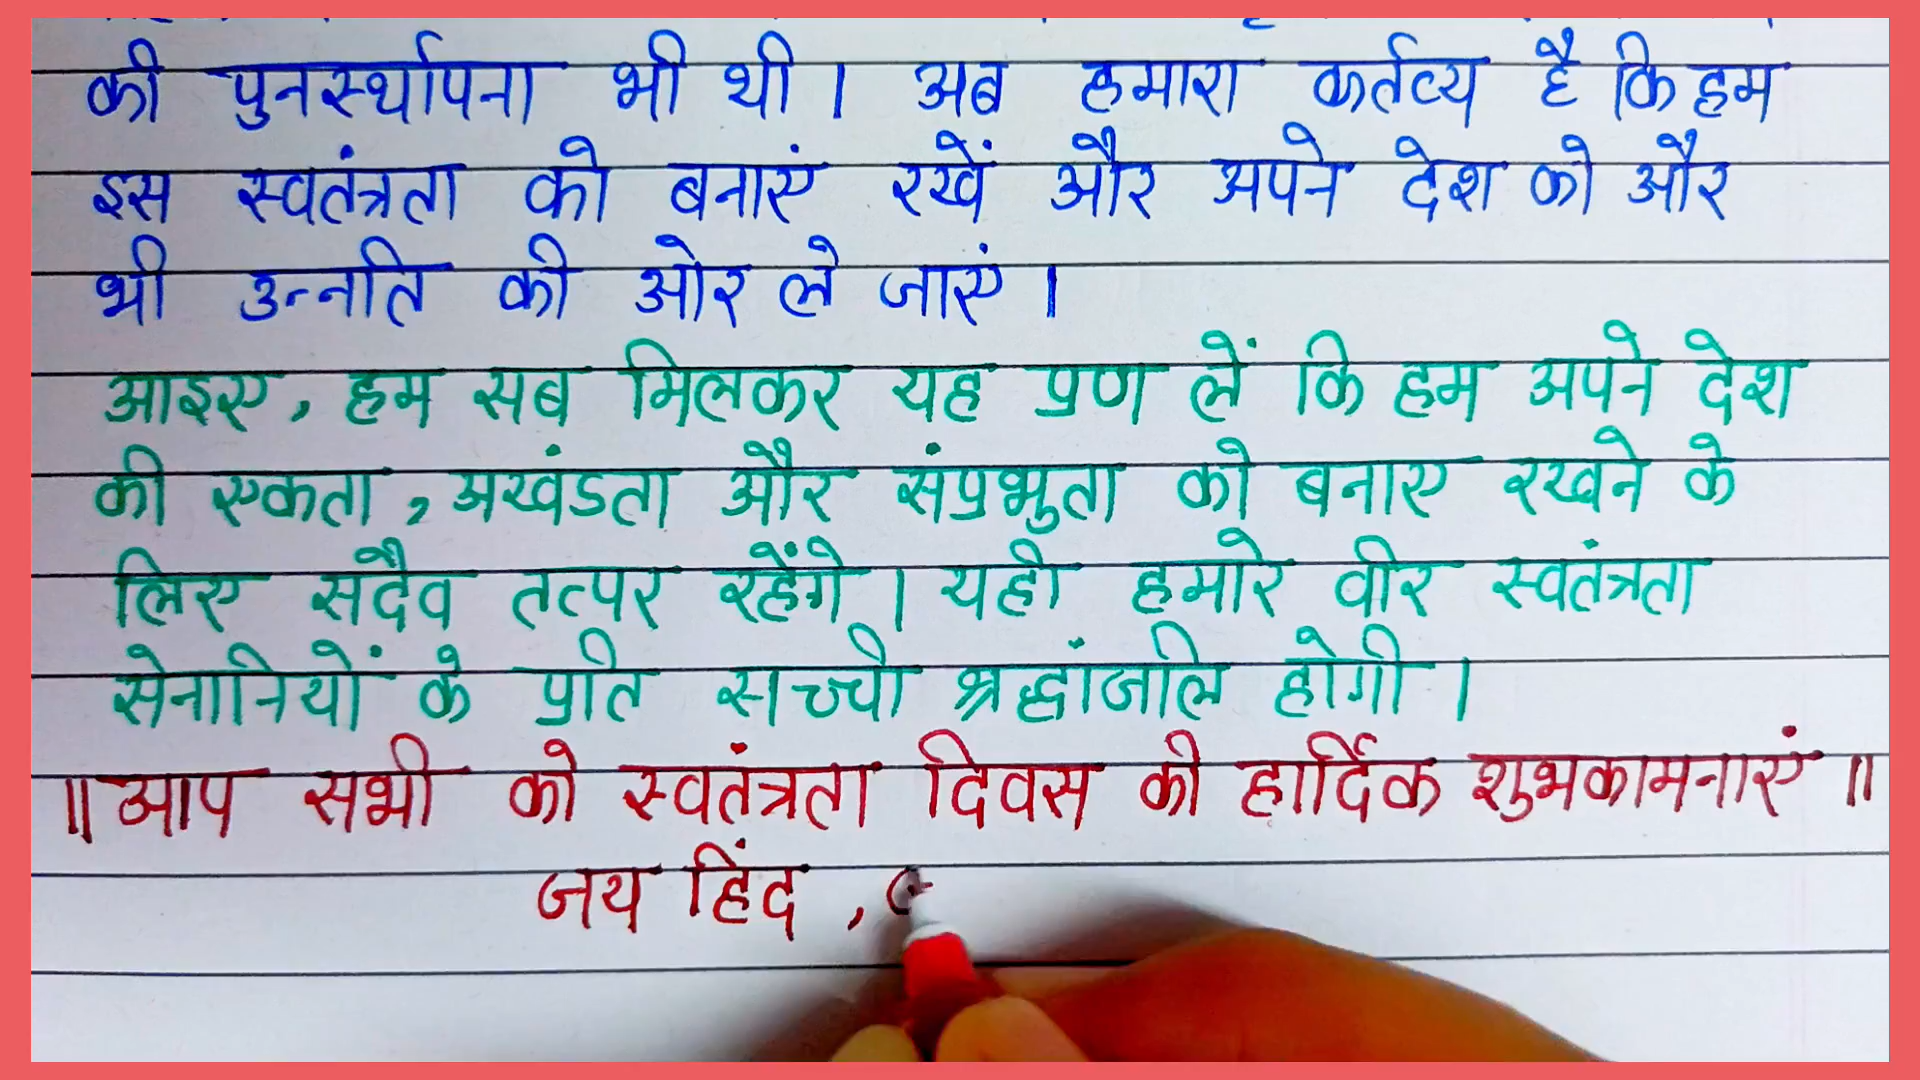 की पुनर्स्थापना भी थी। अब हमारा कर्तव्य है कि हम
इस स्वतंत्रता को बनाएं रखें और अपने देश को और
भी उन्नति की ओर ले जाएं।
आइए, हम सब मिलकर यह प्रण लें कि हम अपने देश
की एकता, अखंडता और संप्रभुता को बनाए रखने के
लिए सदैव तत्पर रहेंगे। यही हमारे वीर स्वतंत्रता
सेनानियों के प्रति सच्ची श्रद्धांजलि होगी।
॥आप सभी को स्वतंत्रता दिवस की हार्दिक शुभकामनाएं॥
जय हिंद,